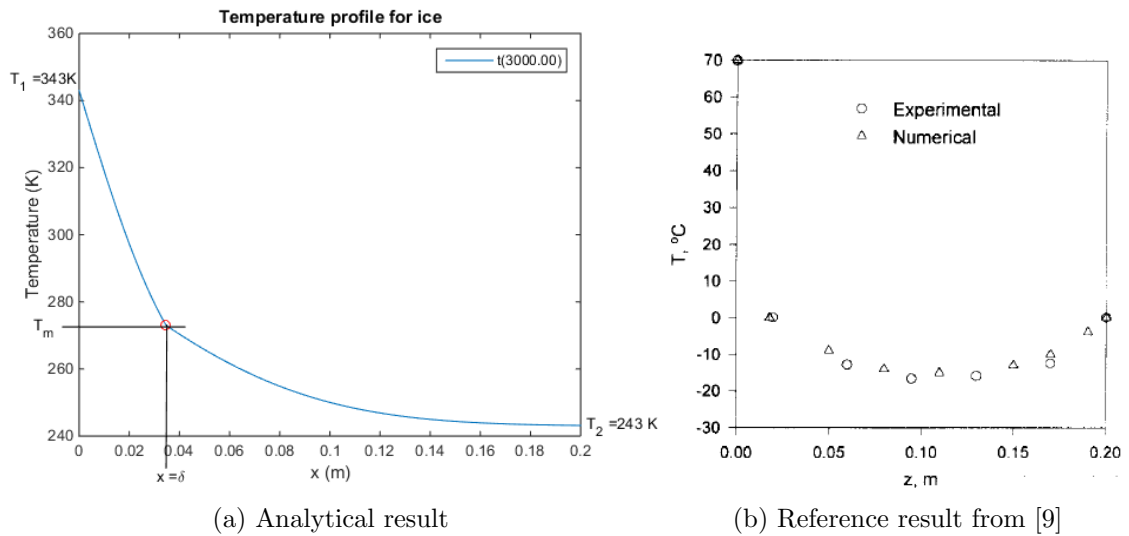 Temperature profile for ice
360
340
320
300
280
260
240
T1 =343K
Tm
Temperature (K)
t(3000.00)
T2 =243 K
0 0.02 0.04 0.06 0.08 0.1 0.12 0.14 0.16 0.18 0.2
x =δ
x (m)
(a) Analytical result
70
60
50
40
30
20
10
0
-10
-20
-30
T, ºC
Experimental
Numerical
0.00 0.05 0.10 0.15 0.20
z, m
(b) Reference result from [9]